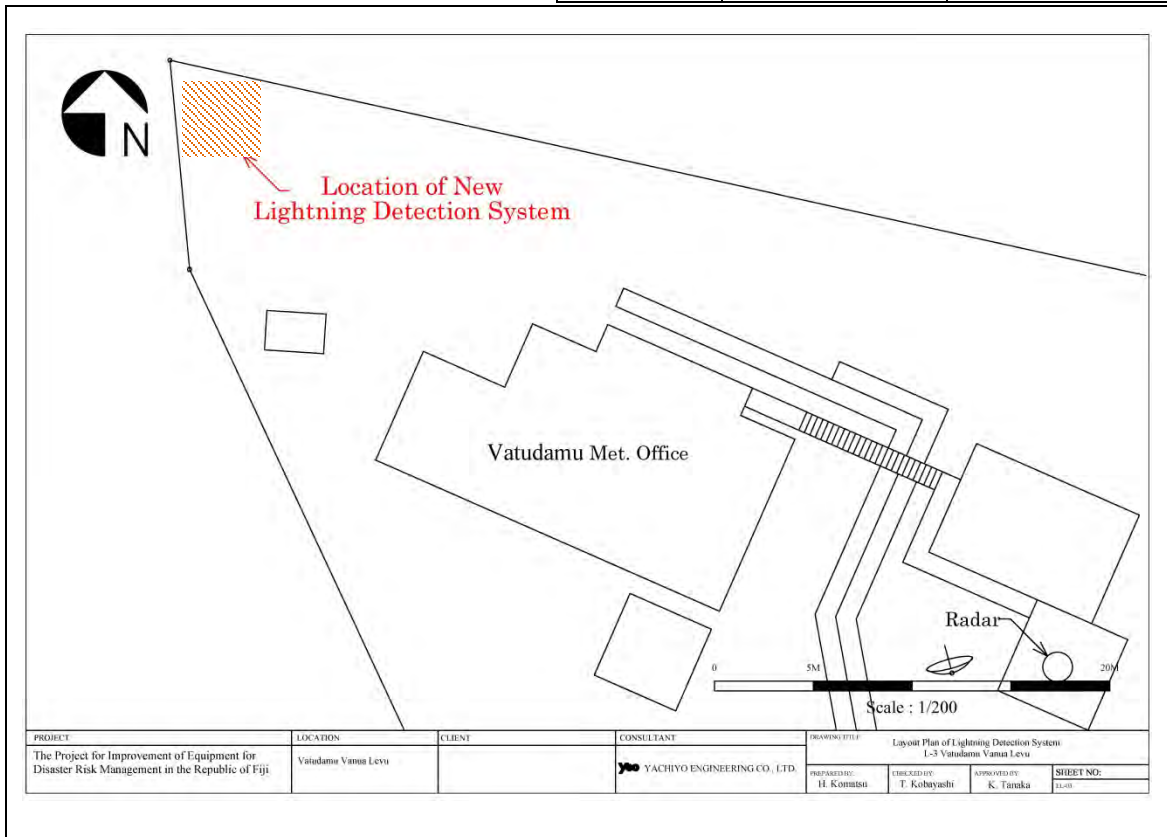 N
Location of New
Lightning Detection System
Vatudamu Met. Office
Radar
0 5M 20M
Scale : 1/200
PROJECT
The Project for Improvement of Equipment for
Disaster Risk Management in the Republic of Fiji
LOCATION
Vatudamu Vanua Levu
CLIENT
CONSULTANT
yeo YACHIYO ENGINEERING CO., LTD.
DRAWING TITLE
Layout Plan of Lightning Detection System
L-3 Vatudamu Vanua Levu
PREPARED BY:
H. Komatsu
CHECKED BY:
T. Kobayashi
APPROVED BY
K. Tanaka
SHEET NO: